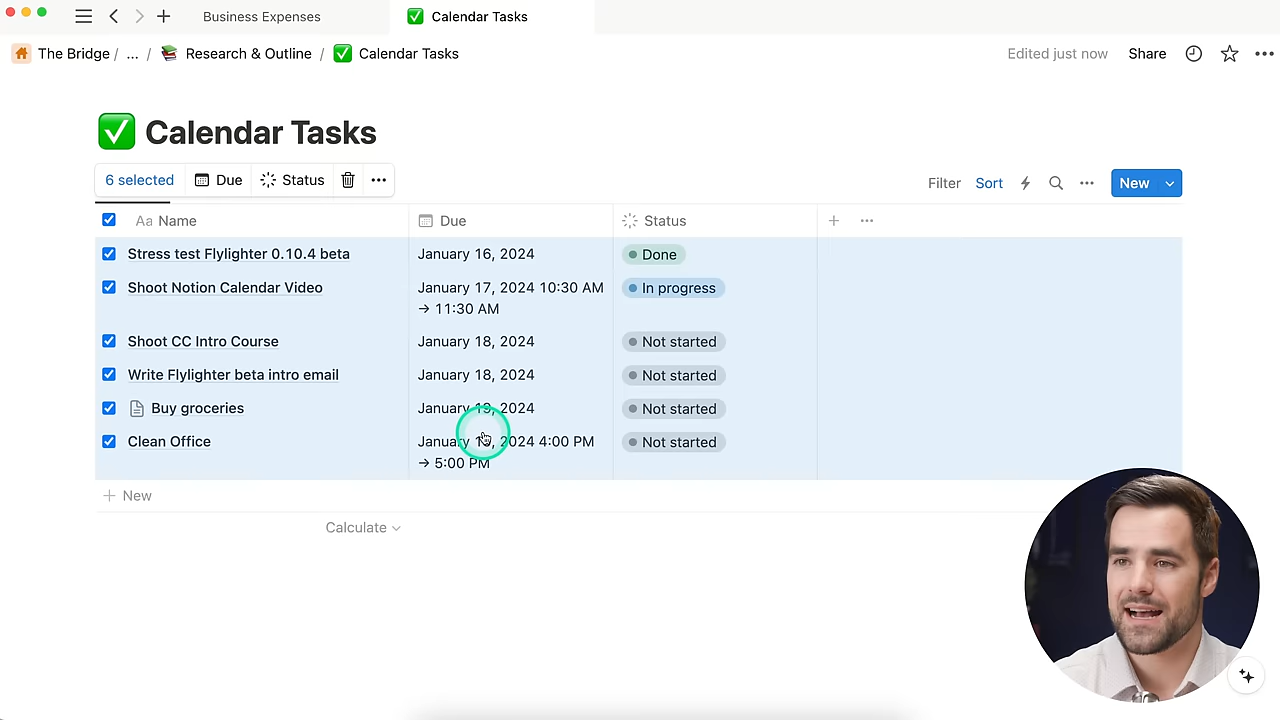 Business Expenses
Calendar Tasks
The Bridge / ... / Research & Outline / Calendar Tasks
Edited just now
Share
Calendar Tasks
6 selected
Due
Status
Filter
Sort
New
Aa Name
Due
Status
Stress test Flylighter 0.10.4 beta
January 16, 2024
Done
Shoot Notion Calendar Video
January 17, 2024 10:30 AM
→ 11:30 AM
In progress
Shoot CC Intro Course
January 18, 2024
Not started
Write Flylighter beta intro email
January 18, 2024
Not started
Buy groceries
January 19, 2024
Not started
Clean Office
January 19, 2024 4:00 PM
→ 5:00 PM
Not started
+ New
Calculate